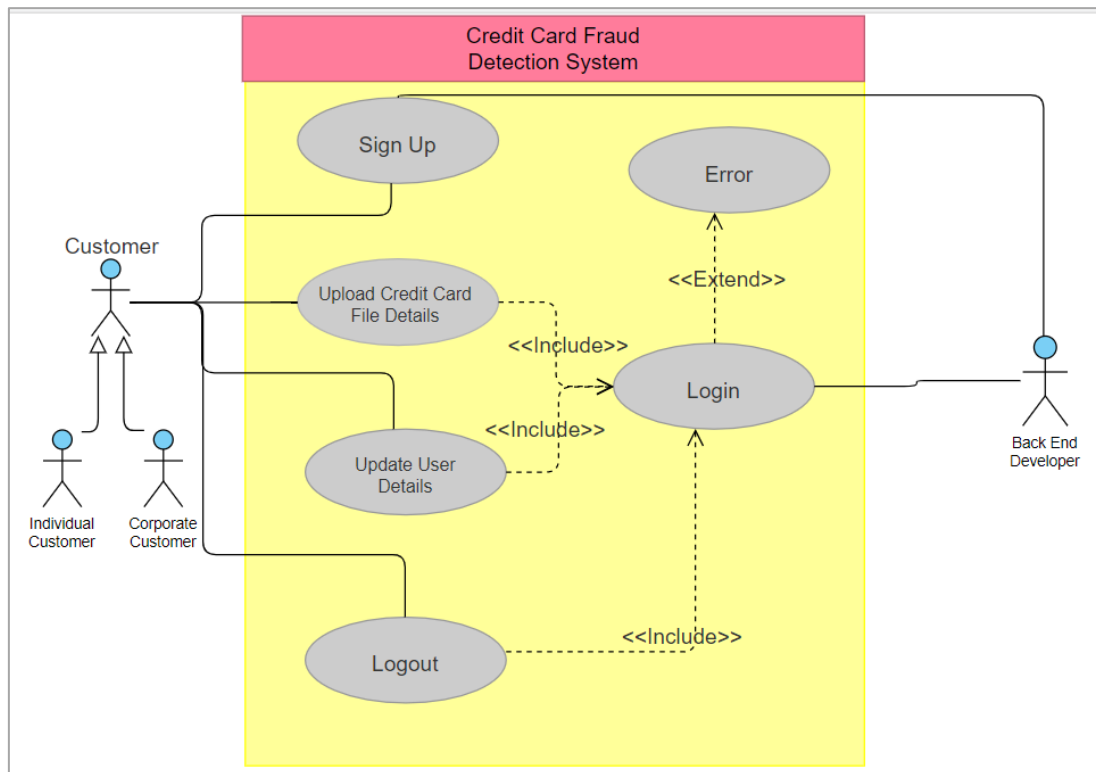 Credit Card Fraud
Detection System
Sign Up
Error
Customer
<<Extend>>
Upload Credit Card
File Details
<<Include>>
Login
<<Include>>
Update User
Details
Back End
Developer
Individual
Customer
Corporate
Customer
<<Include>>
Logout